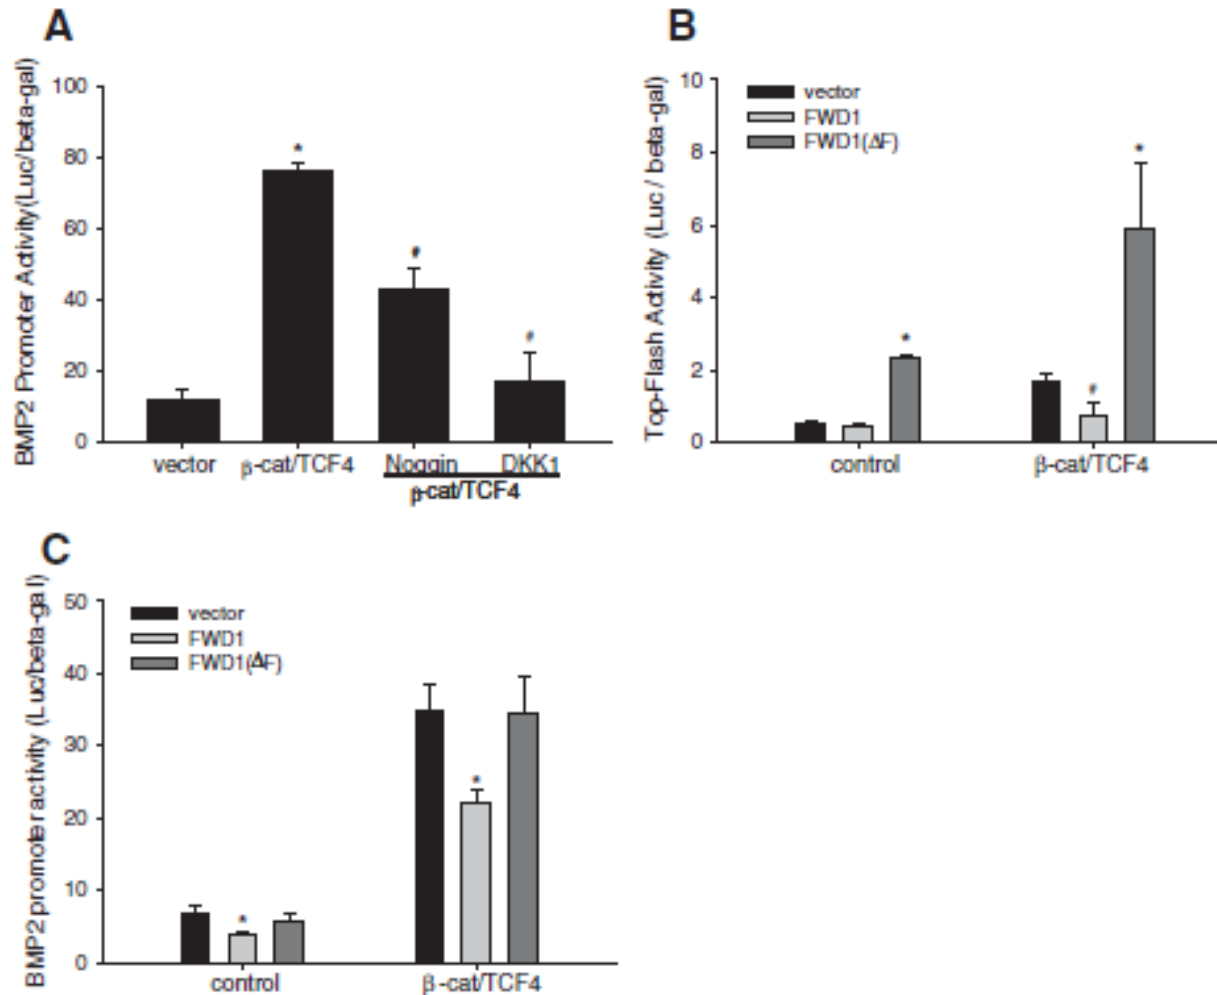 A
BMP2 Promoter Activity(Luc/beta-gal)
100
80
60
40
20
0
*
#
#
vector
β-cat/TCF4
Noggin
DKK1
β-cat/TCF4
B
Top-Flash Activity (Luc / beta-gal)
10
8
6
4
2
0
vector
FWD1
FWD1(ΔF)
*
#
*
control
β-cat/TCF4
C
BMP2 promoter activity (Luc/beta-gal)
50
40
30
20
10
0
vector
FWD1
FWD1(ΔF)
*
*
control
β-cat/TCF4